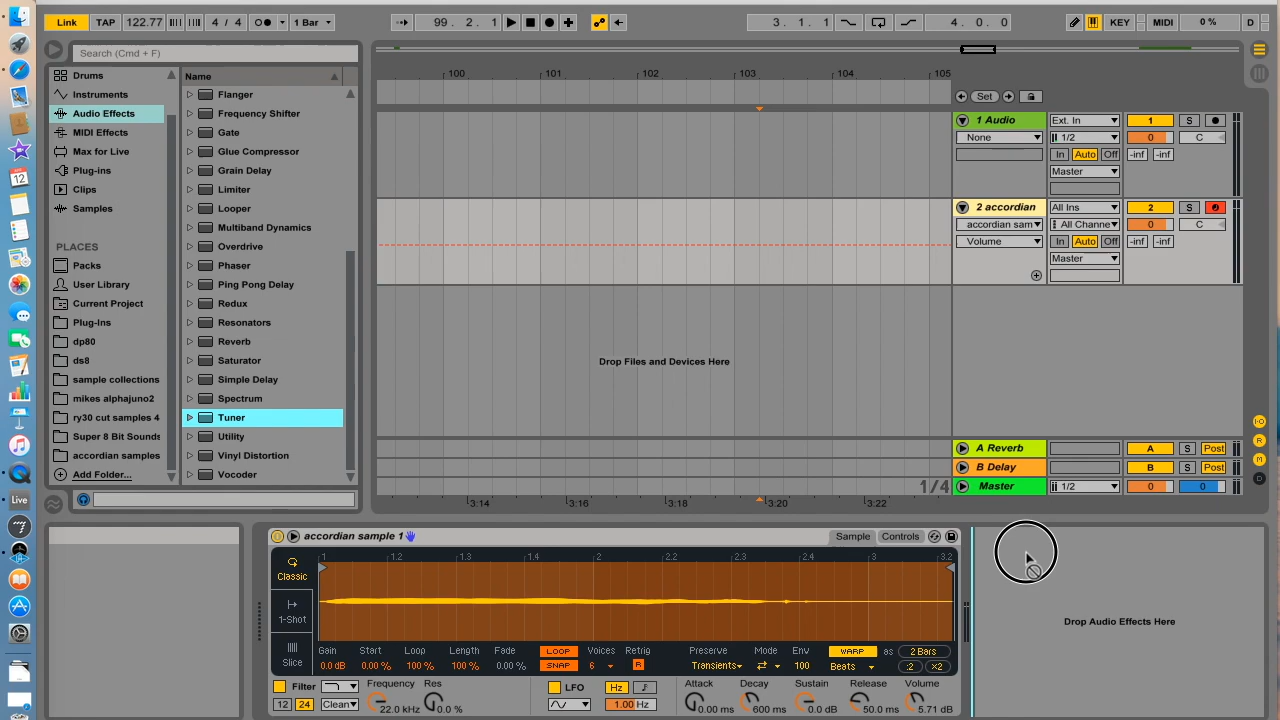 Link TAP 122.77 4 / 4 1 Bar 99. 2. 1 3. 1. 1 4. 0. 0 KEY MIDI 0 % D
Search (Cmd + F)
Drums
Instruments
Audio Effects
MIDI Effects
Max for Live
Plug-ins
Clips
Samples
PLACES
Packs
User Library
Current Project
Plug-Ins
dp80
ds8
sample collections
mikes alphajuno2
ry30 cut samples 4
Super 8 Bit Sounds
accordian samples
Add Folder...
Name
Flanger
Frequency Shifter
Gate
Glue Compressor
Grain Delay
Limiter
Looper
Multiband Dynamics
Overdrive
Phaser
Ping Pong Delay
Redux
Resonators
Reverb
Saturator
Simple Delay
Spectrum
Tuner
Utility
Vinyl Distortion
Vocoder
100 101 102 103 104 105
Set
1 Audio Ext. In 1 S
None 1/2 0 C
In Auto Off -inf -inf
Master
2 accordian All Ins 2 S
accordian sam All Channe 0 C
Volume In Auto Off -inf -inf
Master
Drop Files and Devices Here
A Reverb A S Post
B Delay B S Post
Master 1/2 0 0
1/4
3:14 3:16 3:18 3:20 3:22
I·O
R
M
D
12
Live
accordian sample 1 Sample Controls
1 1.2 1.3 1.4 2 2.2 2.3 2.4 3 3.2
Classic
1-Shot
Slice
Gain Start Loop Length Fade LOOP Voices Retrig Preserve Mode Env WARP as 2 Bars
0.0 dB 0.00 % 100 % 100 % 0.00 % SNAP 6 R Transients 100 Beats :2 ×2
Filter Frequency Res LFO Hz Attack Decay Sustain Release Volume
12 24 Clean 22.0 kHz 0.0 % 1.00 Hz 0.00 ms 600 ms 0.0 dB 50.0 ms 5.71 dB
Drop Audio Effects Here